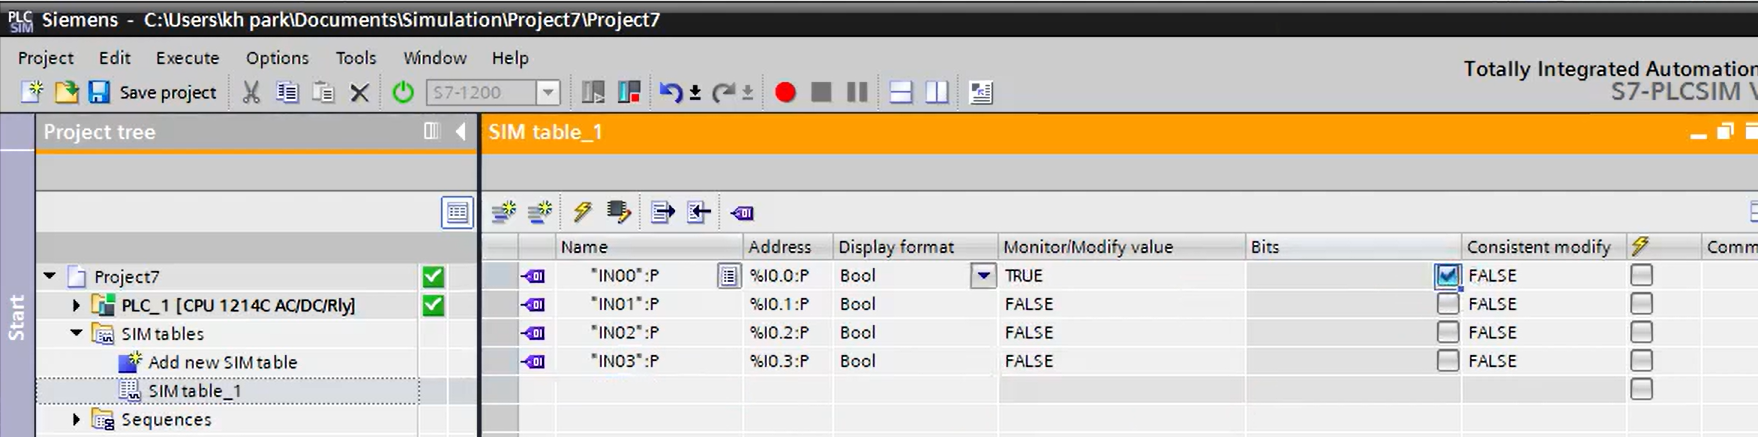 PLC SIM Siemens - C:\Users\kh park\Documents\Simulation\Project7\Project7
Project Edit Execute Options Tools Window Help
Totally Integrated Automation
Save project S7-1200
S7-PLCSIM V
Project tree
SIM table_1
Name Address Display format Monitor/Modify value Bits Consistent modify Comm
Project7
"IN00":P %I0.0:P Bool TRUE FALSE
PLC_1 [CPU 1214C AC/DC/Rly]
"IN01":P %I0.1:P Bool FALSE FALSE
SIM tables
"IN02":P %I0.2:P Bool FALSE FALSE
Add new SIM table
"IN03":P %I0.3:P Bool FALSE FALSE
SIM table_1
Sequences
Start